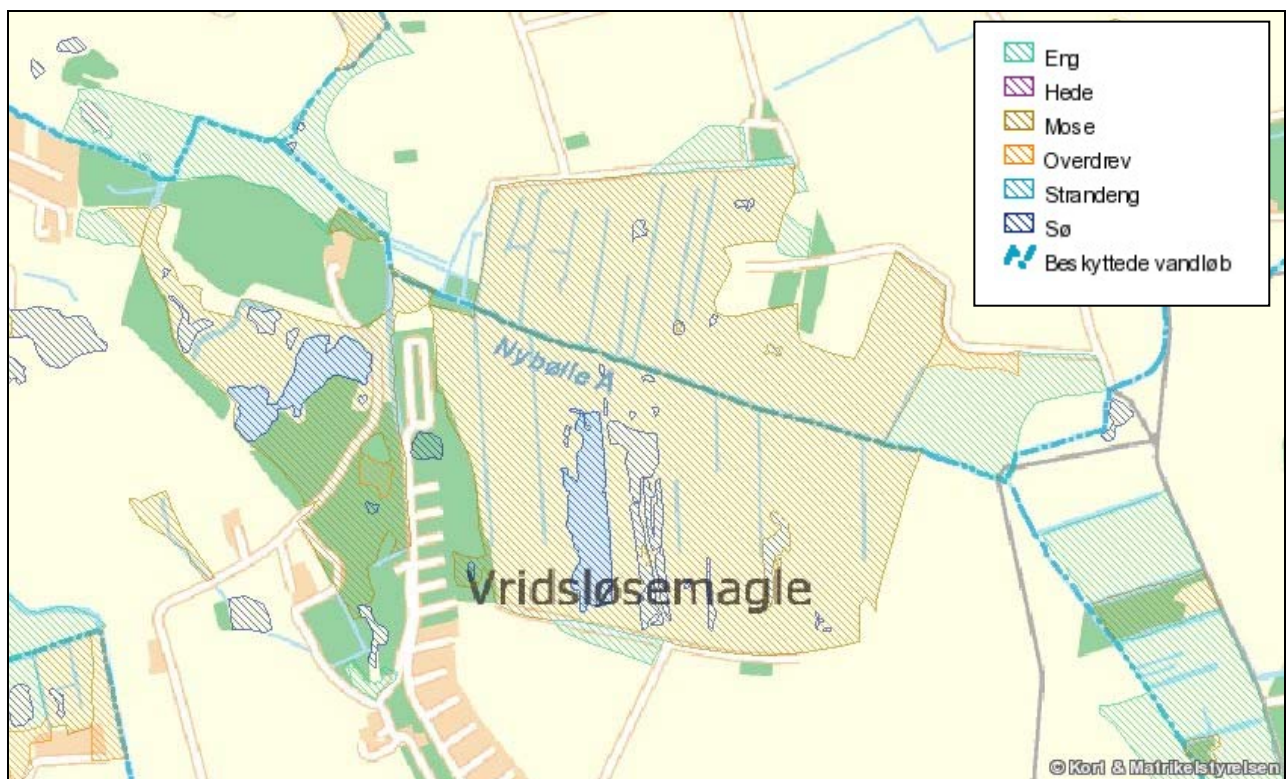 Eng
Hede
Mose
Overdrev
Strandeng
Sø
Beskyttede vandløb
Nybølle Å
Vridsløsemagle
© Kort & Matrikelstyrelsen